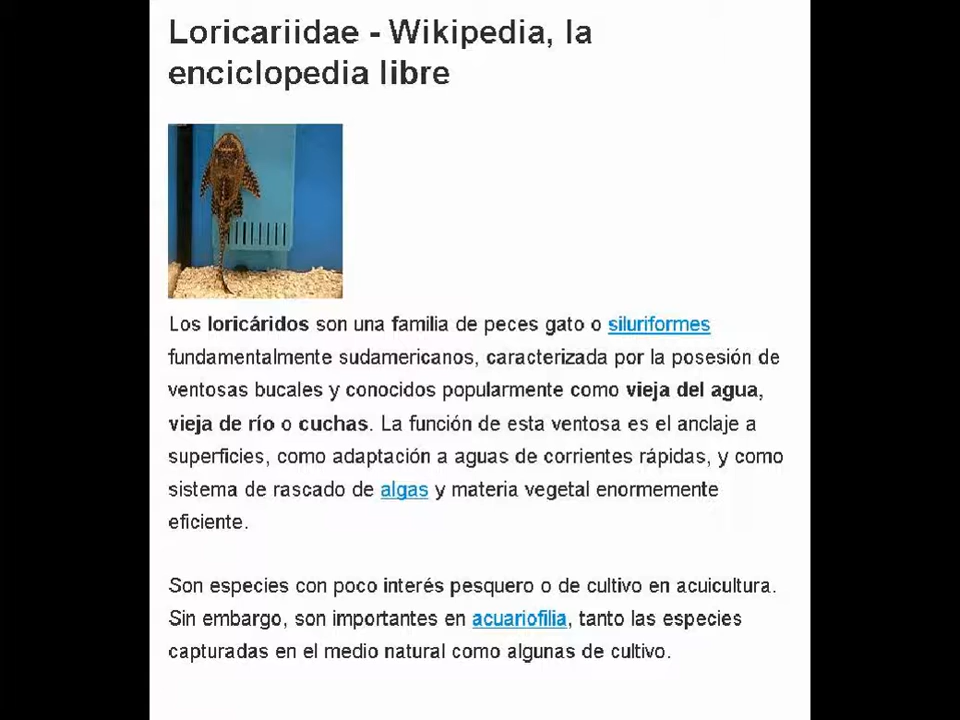 Loricariidae - Wikipedia, la
enciclopedia libre
Los loricáridos son una familia de peces gato o siluriformes
fundamentalmente sudamericanos, caracterizada por la posesión de
ventosas bucales y conocidos popularmente como vieja del agua,
vieja de río o cuchas. La función de esta ventosa es el anclaje a
superficies, como adaptación a aguas de corrientes rápidas, y como
sistema de rascado de algas y materia vegetal enormemente
eficiente.
Son especies con poco interés pesquero o de cultivo en acuicultura.
Sin embargo, son importantes en acuariofilia, tanto las especies
capturadas en el medio natural como algunas de cultivo.